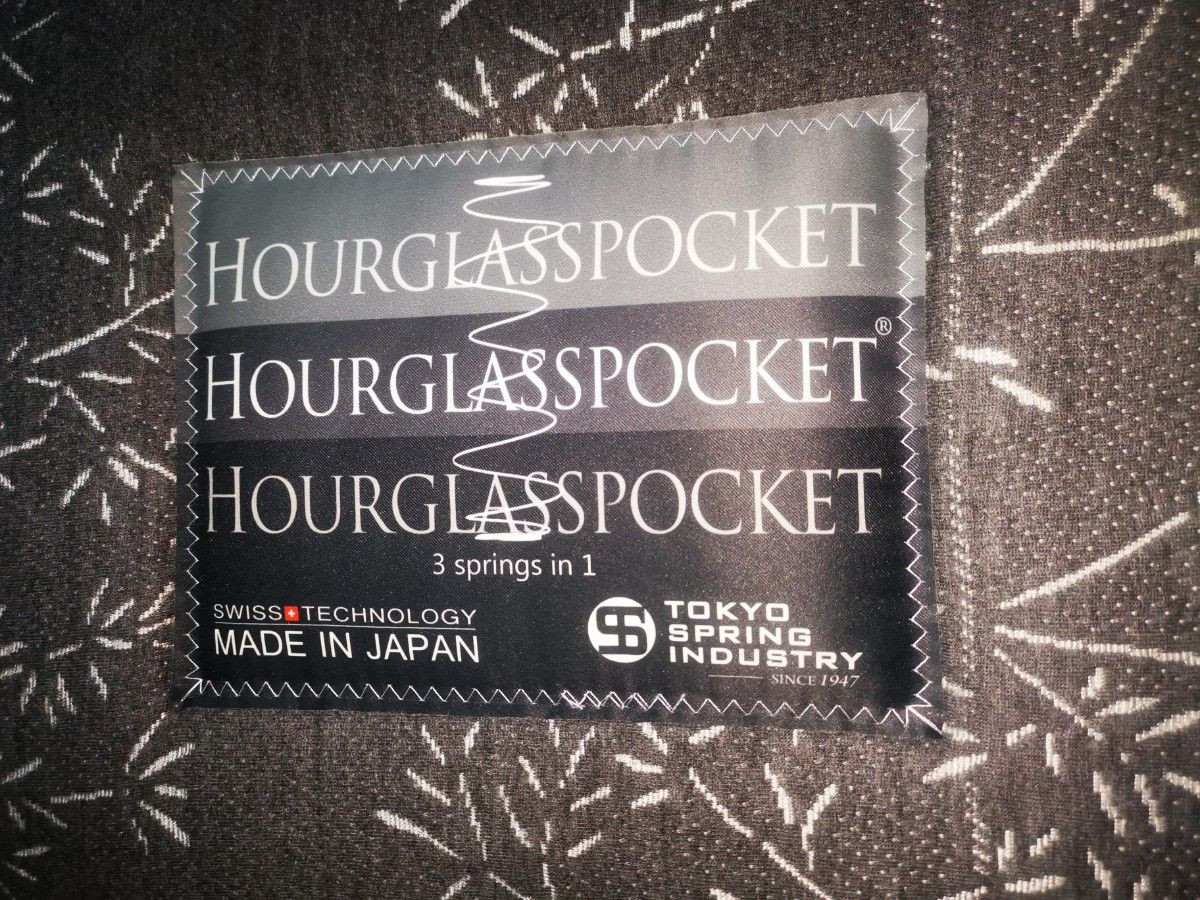 HOURGLASSPOCKET
HOURGLASSPOCKET®
HOURGLASSPOCKET
3 springs in 1
SWISS TECHNOLOGY
MADE IN JAPAN
TOKYO
SPRING
INDUSTRY
SINCE 1947